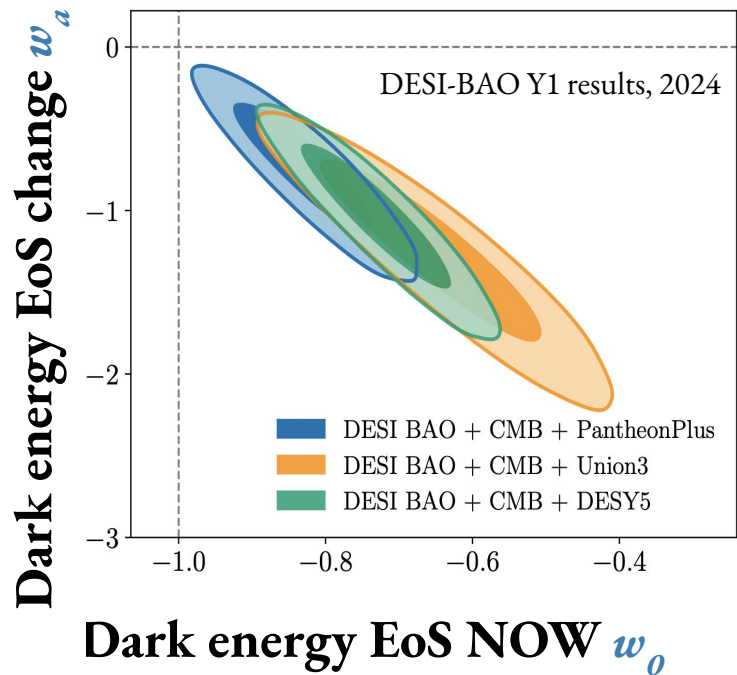 Dark energy EoS change w_a
0
−1
−2
−3
DESI-BAO Y1 results, 2024
DESI BAO + CMB + PantheonPlus
DESI BAO + CMB + Union3
DESI BAO + CMB + DESY5
−1.0 −0.8 −0.6 −0.4
Dark energy EoS NOW w_0